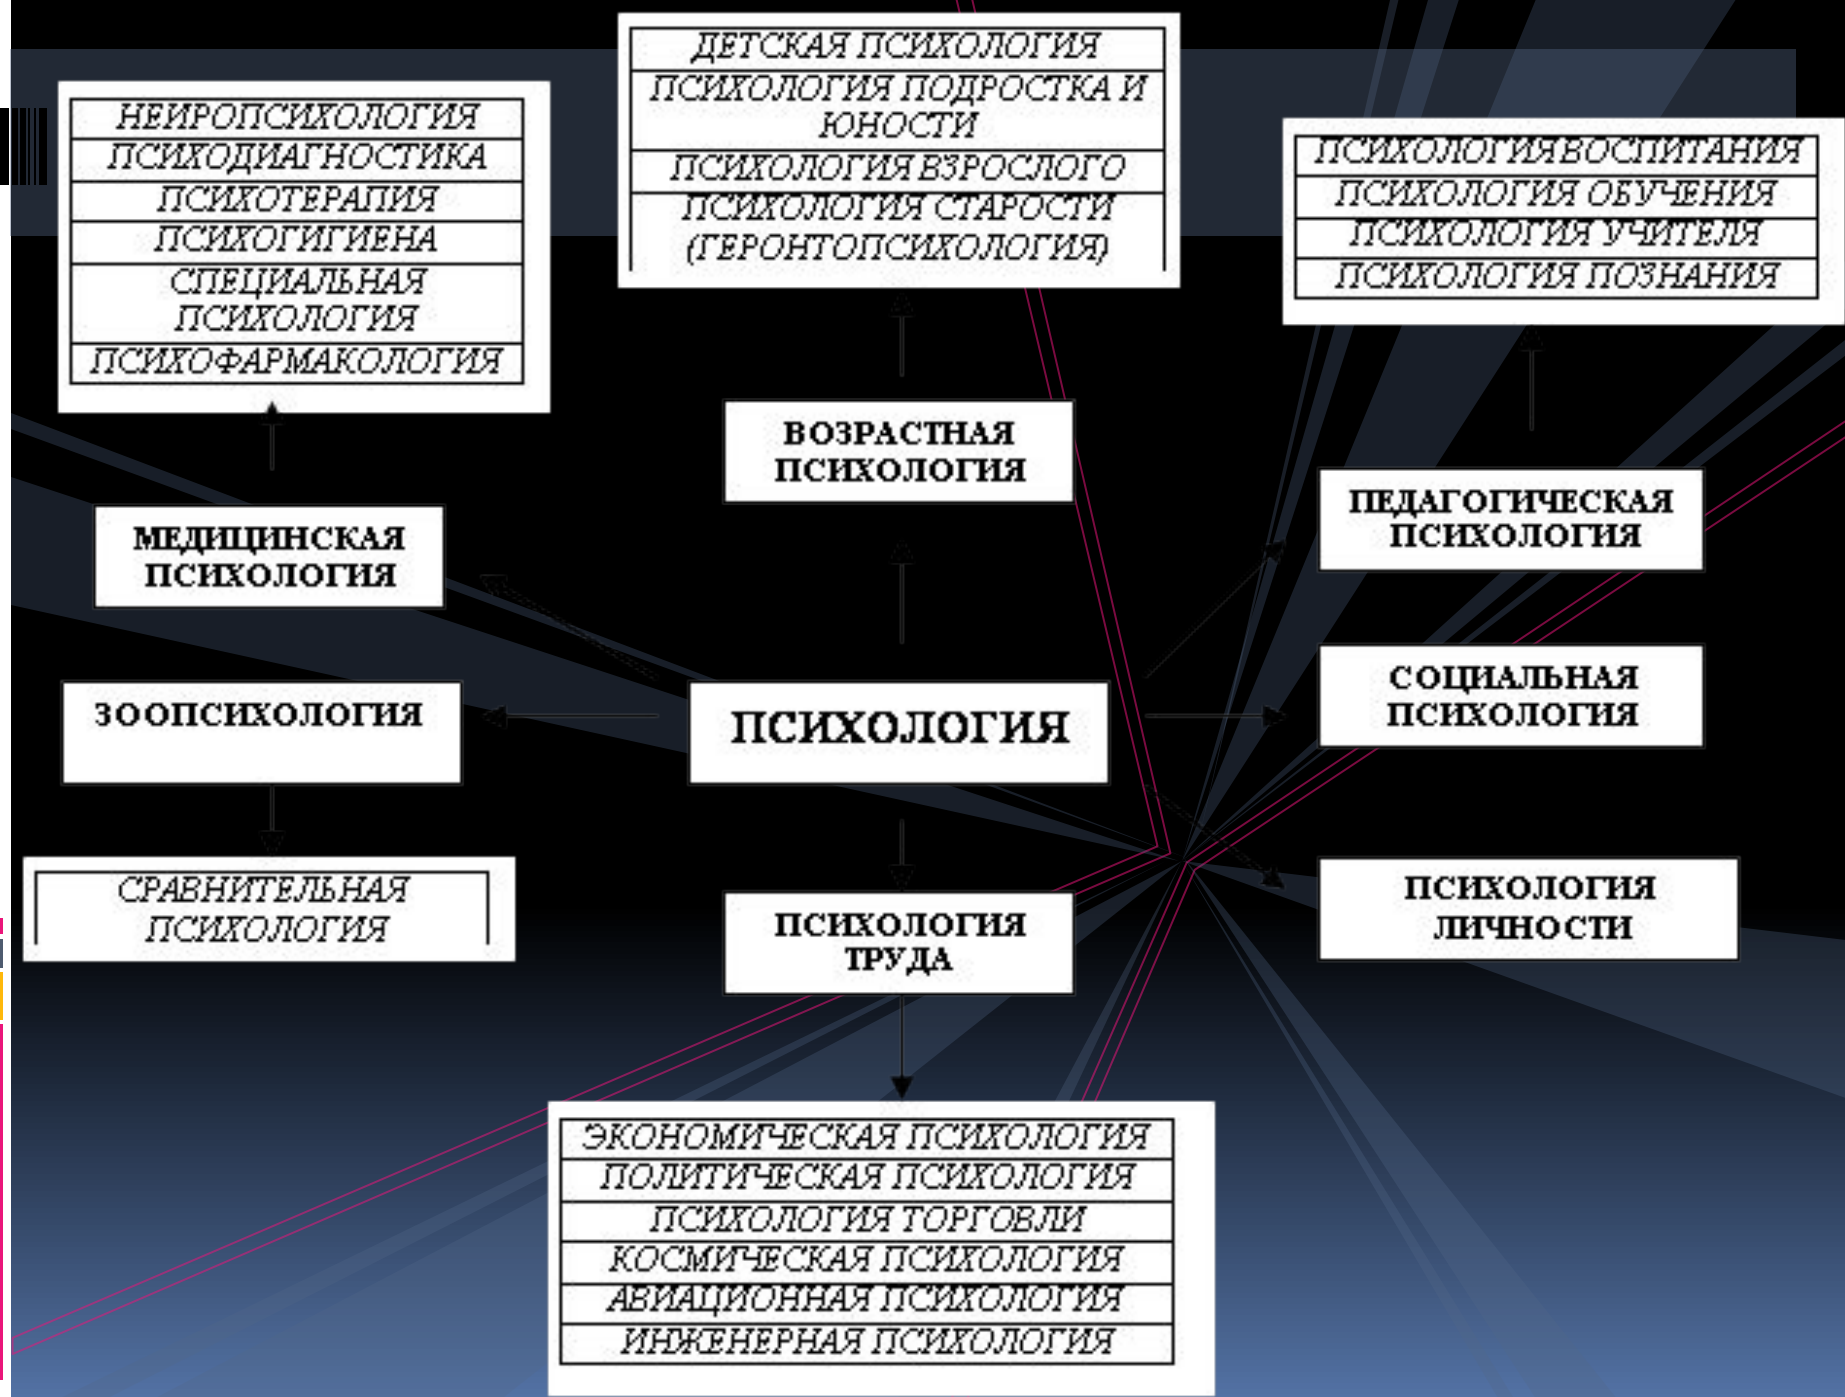 ДЕТСКАЯ ПСИХОЛОГИЯ
ПСИХОЛОГИЯ ПОДРОСТКА И
ЮНОСТИ
ПСИХОЛОГИЯ ВЗРОСЛОГО
ПСИХОЛОГИЯ СТАРОСТИ
(ГЕРОНТОПСИХОЛОГИЯ)
НЕЙРОПСИХОЛОГИЯ
ПСИХОДИАГНОСТИКА
ПСИХОТЕРАПИЯ
ПСИХОГИГИЕНА
СПЕЦИАЛЬНАЯ
ПСИХОЛОГИЯ
ПСИХОФАРМАКОЛОГИЯ
ПСИХОЛОГИЯ ВОСПИТАНИЯ
ПСИХОЛОГИЯ ОБУЧЕНИЯ
ПСИХОЛОГИЯ УЧИТЕЛЯ
ПСИХОЛОГИЯ ПОЗНАНИЯ
ВОЗРАСТНАЯ
ПСИХОЛОГИЯ
ПЕДАГОГИЧЕСКАЯ
ПСИХОЛОГИЯ
МЕДИЦИНСКАЯ
ПСИХОЛОГИЯ
ЗООПСИХОЛОГИЯ
ПСИХОЛОГИЯ
СОЦИАЛЬНАЯ
ПСИХОЛОГИЯ
СРАВНИТЕЛЬНАЯ
ПСИХОЛОГИЯ
ПСИХОЛОГИЯ
ТРУДА
ПСИХОЛОГИЯ
ЛИЧНОСТИ
ЭКОНОМИЧЕСКАЯ ПСИХОЛОГИЯ
ПОЛИТИЧЕСКАЯ ПСИХОЛОГИЯ
ПСИХОЛОГИЯ ТОРГОВЛИ
КОСМИЧЕСКАЯ ПСИХОЛОГИЯ
АВИАЦИОННАЯ ПСИХОЛОГИЯ
ИНЖЕНЕРНАЯ ПСИХОЛОГИЯ